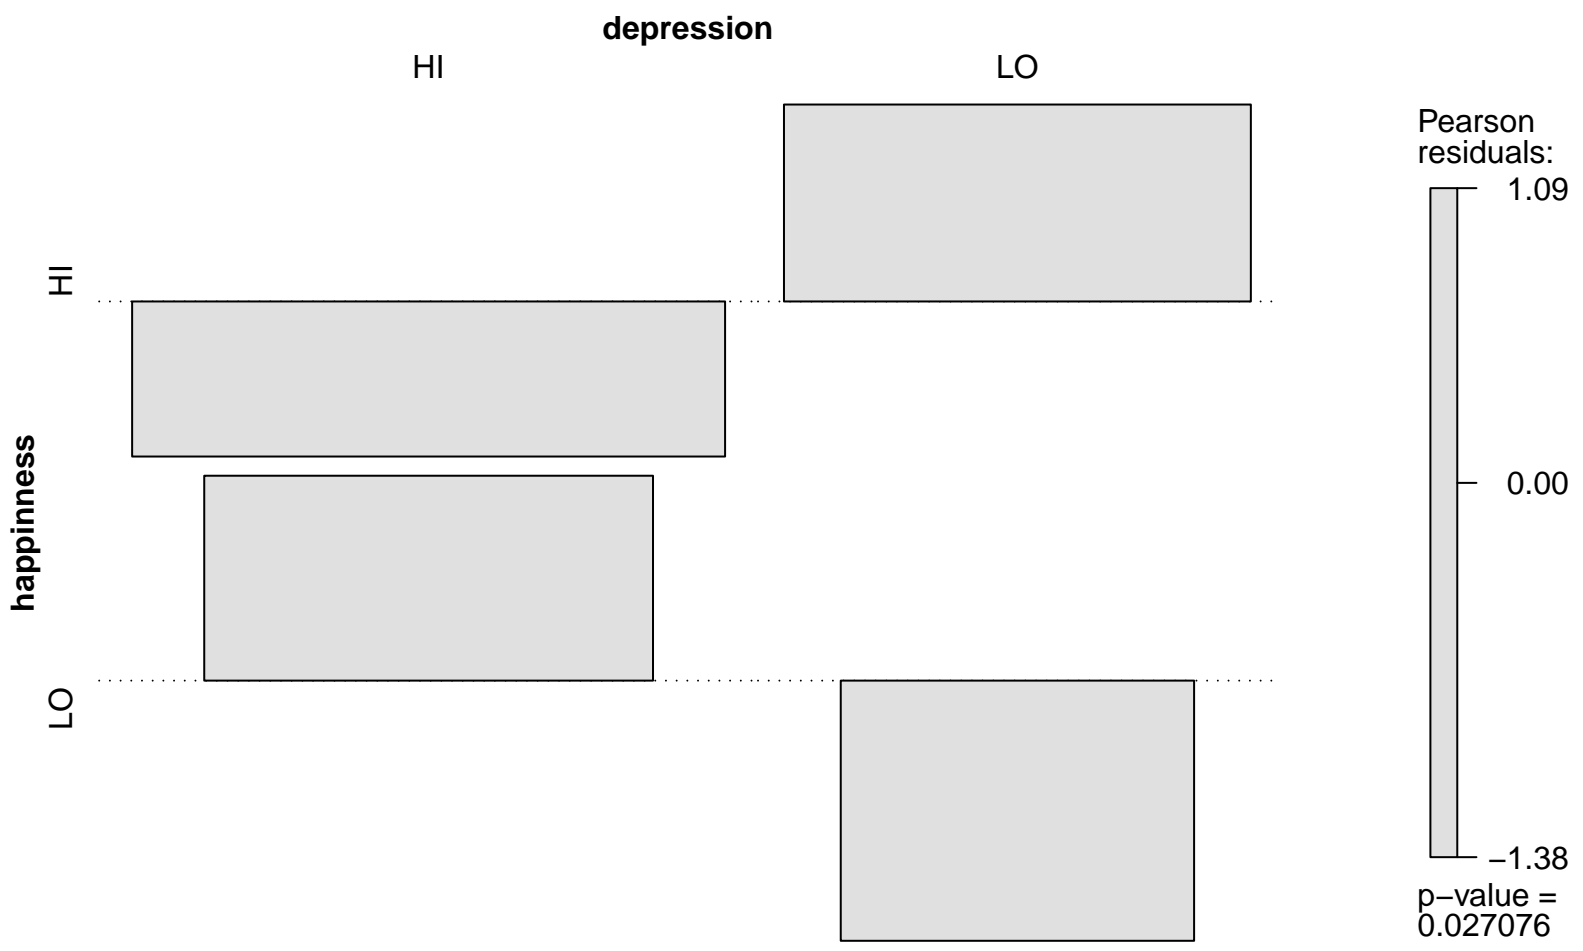 depression
HI
LO
happinness
HI
LO
Pearson
residuals:
1.09
0.00
−1.38
p−value =
0.027076